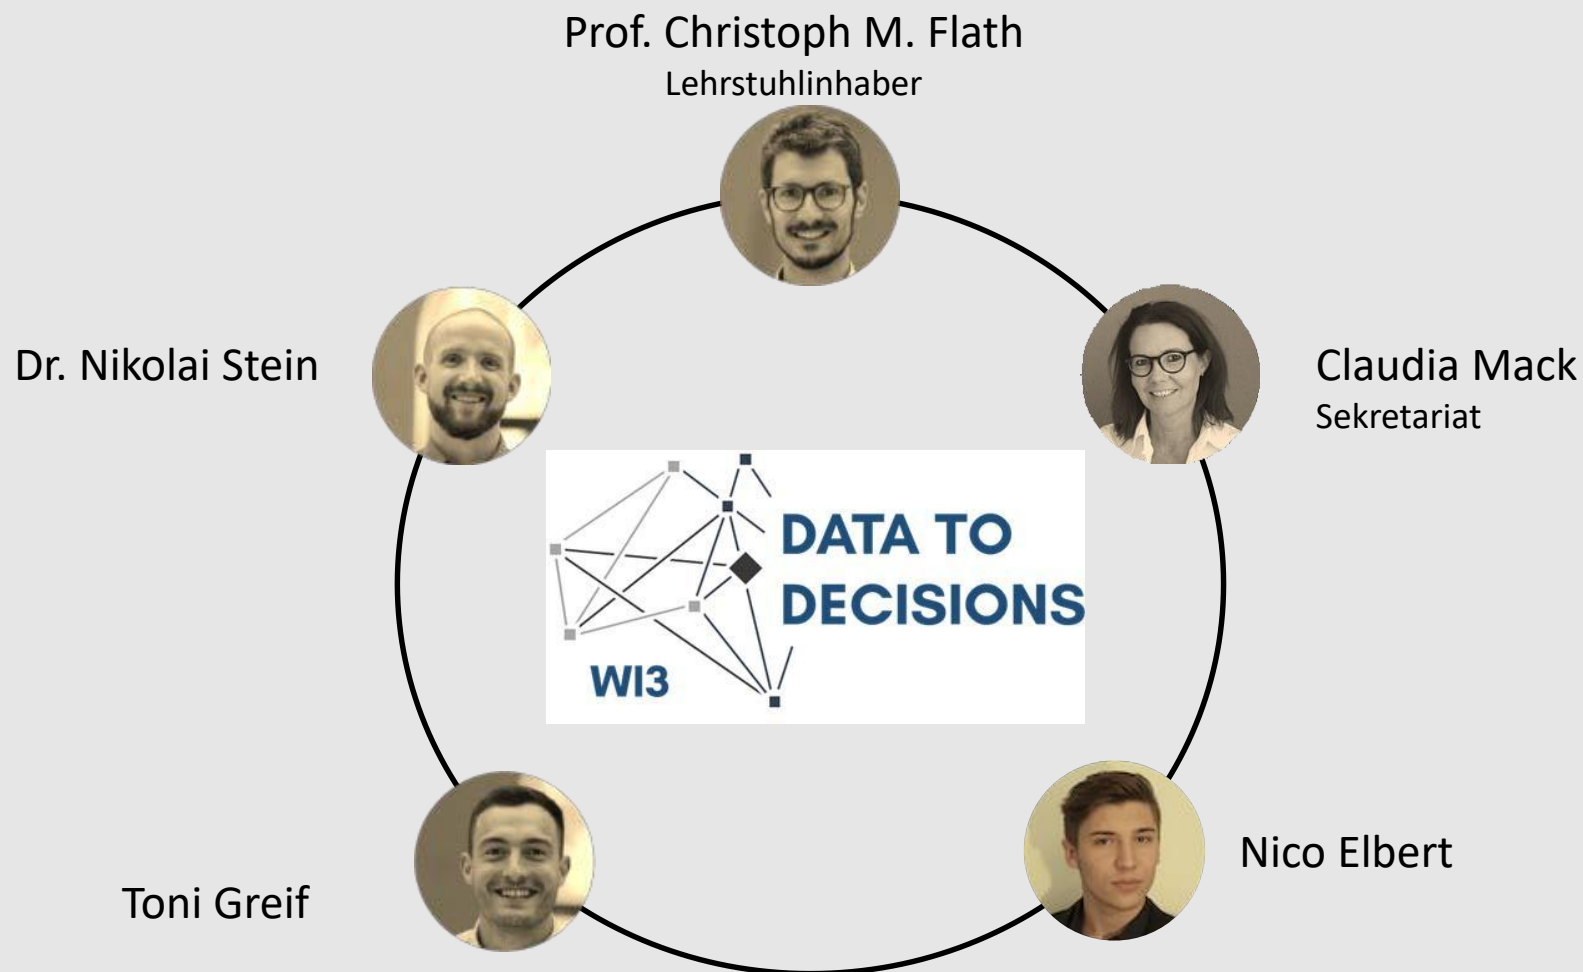 Prof. Christoph M. Flath
Lehrstuhlinhaber
Dr. Nikolai Stein
Claudia Mack
Sekretariat
DATA TO
DECISIONS
WI3
Nico Elbert
Toni Greif